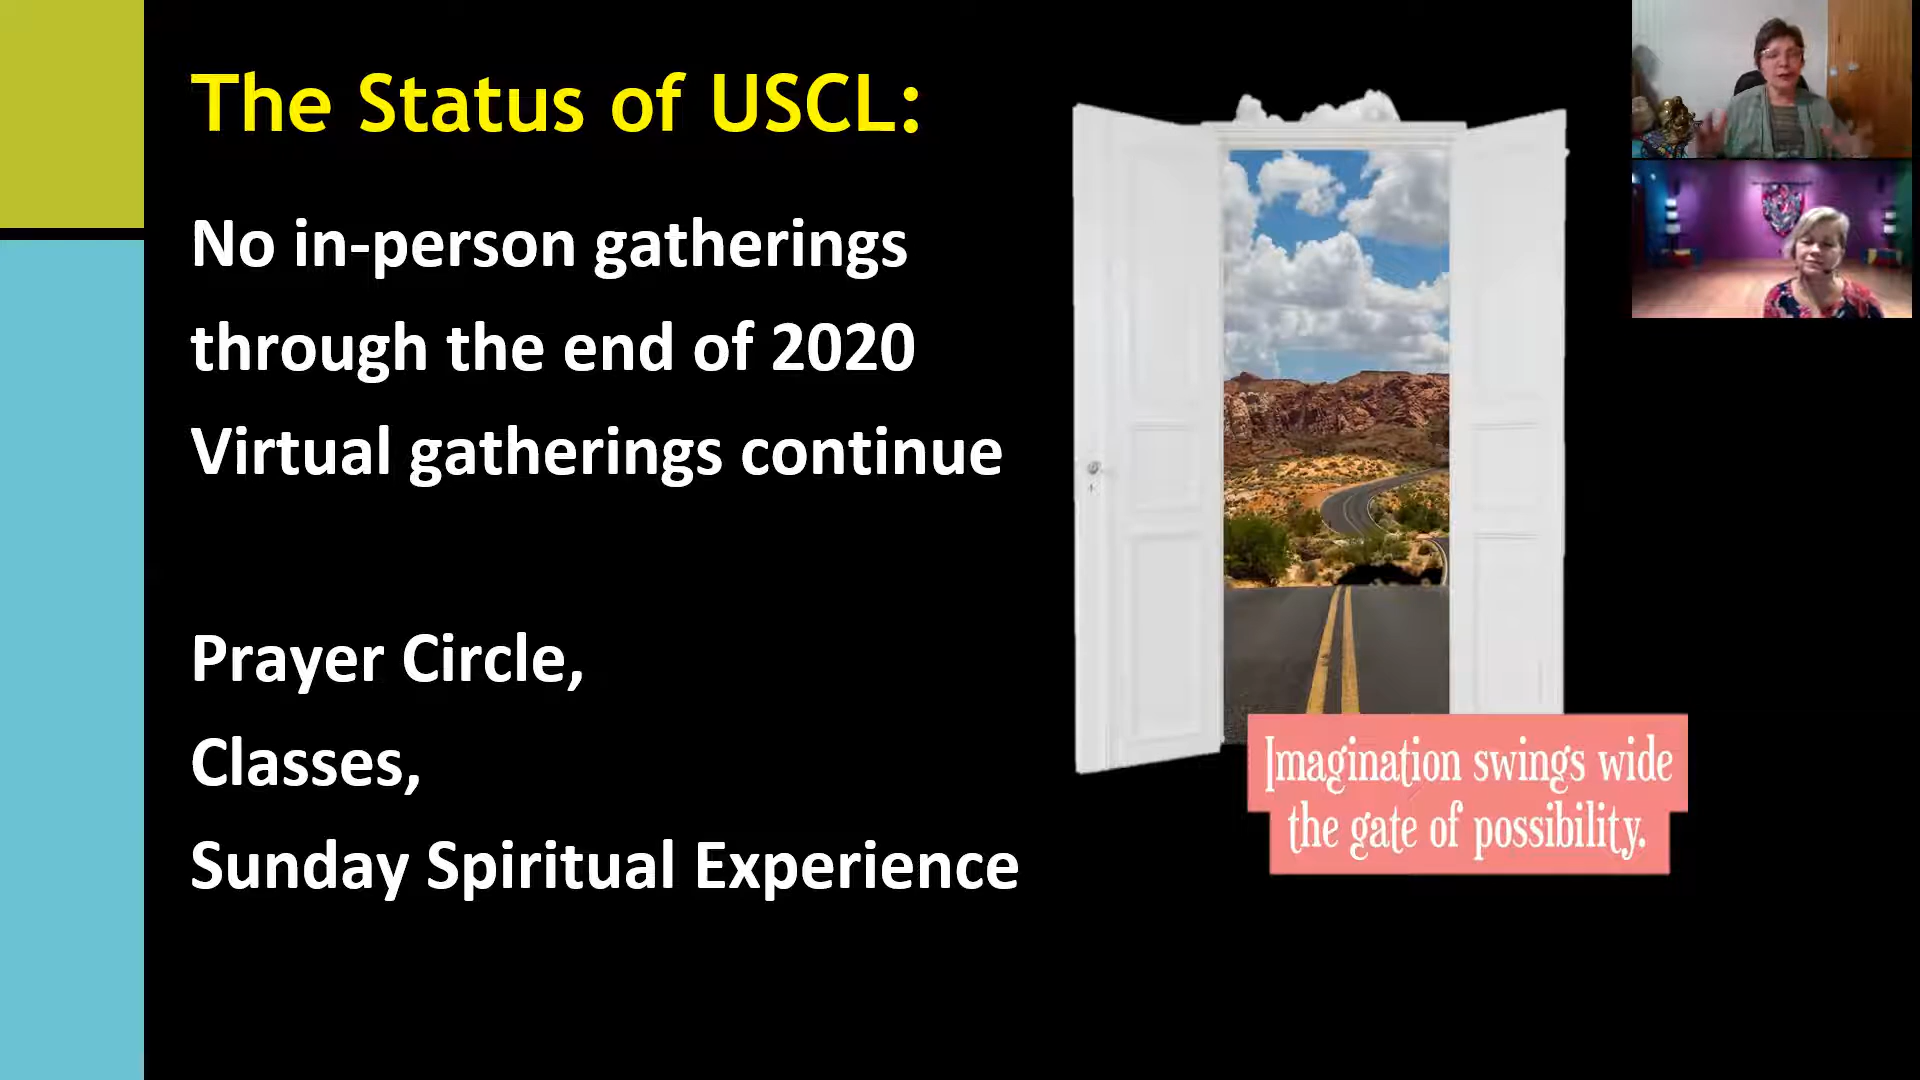 The Status of USCL:
No in-person gatherings
through the end of 2020
Virtual gatherings continue
Prayer Circle,
Classes,
Sunday Spiritual Experience
Imagination swings wide
the gate of possibility.